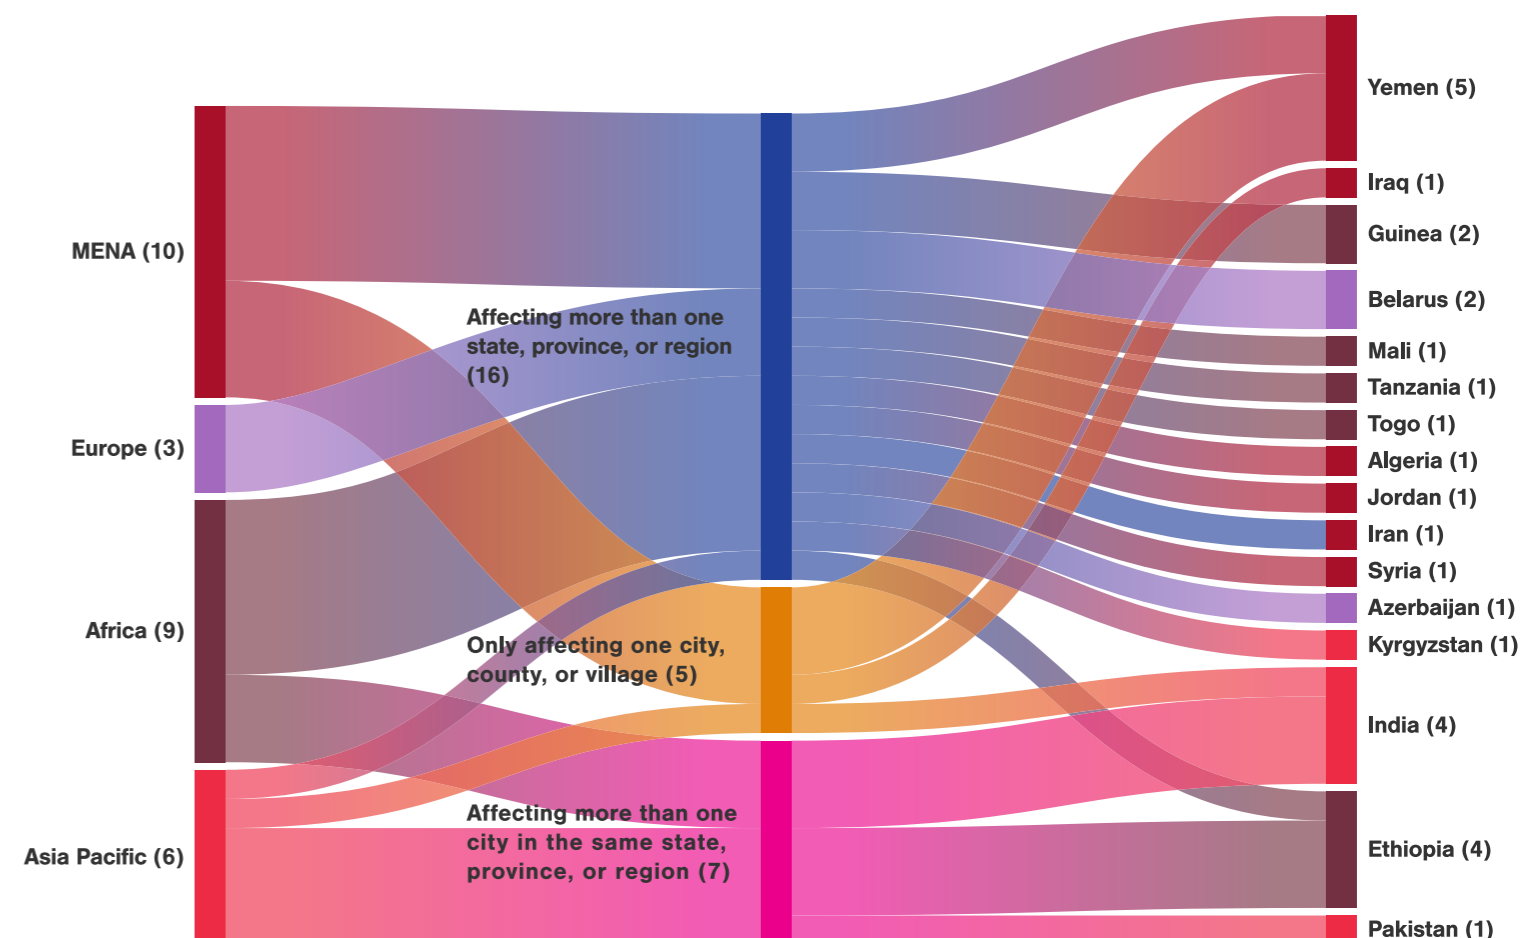 MENA (10)
Europe (3)
Africa (9)
Asia Pacific (6)
Affecting more than one
state, province, or region
(16)
Only affecting one city,
county, or village (5)
Affecting more than one
city in the same state,
province, or region (7)
Yemen (5)
Iraq (1)
Guinea (2)
Belarus (2)
Mali (1)
Tanzania (1)
Togo (1)
Algeria (1)
Jordan (1)
Iran (1)
Syria (1)
Azerbaijan (1)
Kyrgyzstan (1)
India (4)
Ethiopia (4)
Pakistan (1)